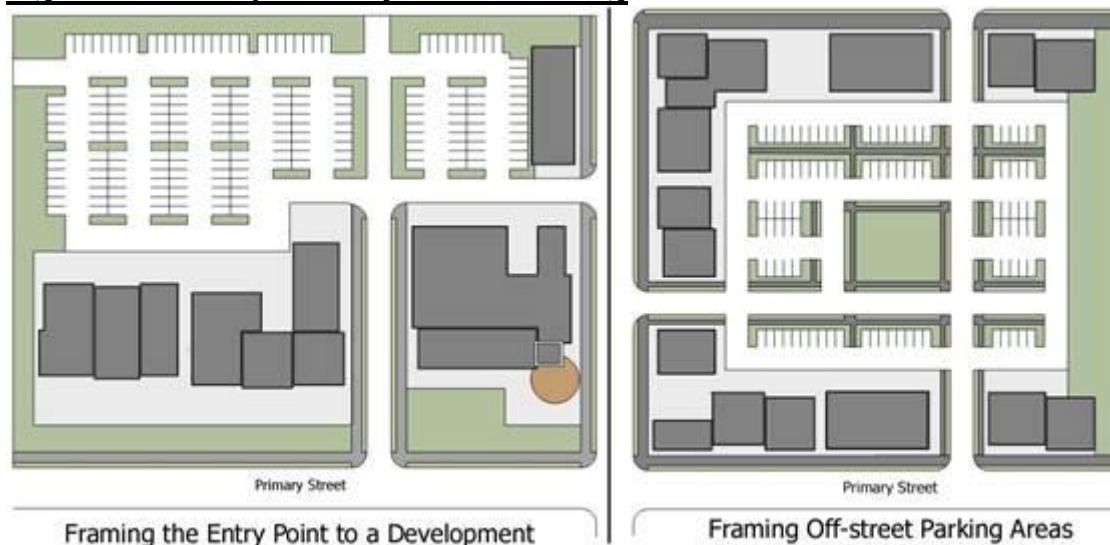 Primary Street
Framing the Entry Point to a Development
Primary Street
Framing Off-street Parking Areas